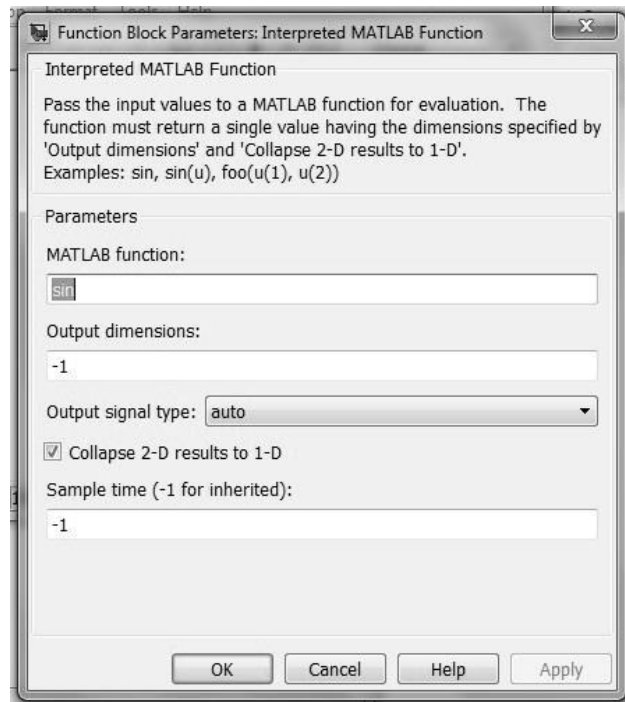 Format Tools Help
Function Block Parameters: Interpreted MATLAB Function
Interpreted MATLAB Function
Pass the input values to a MATLAB function for evaluation. The
function must return a single value having the dimensions specified by
'Output dimensions' and 'Collapse 2-D results to 1-D'.
Examples: sin, sin(u), foo(u(1), u(2))
Parameters
MATLAB function:
sin
Output dimensions:
-1
Output signal type: auto
Collapse 2-D results to 1-D
Sample time (-1 for inherited):
-1
OK Cancel Help Apply